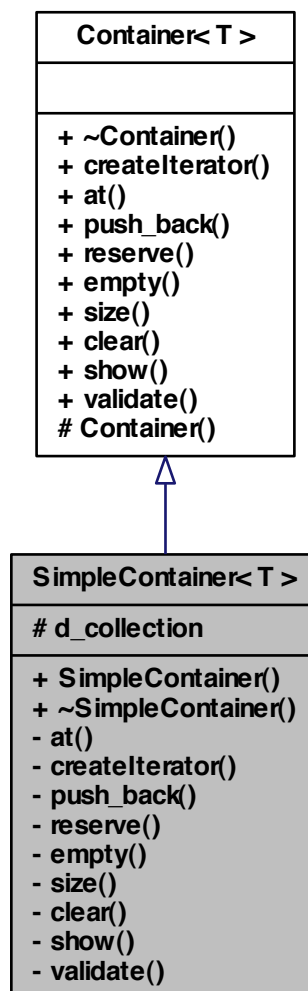 Container< T >
+ ~Container()
+ createIterator()
+ at()
+ push_back()
+ reserve()
+ empty()
+ size()
+ clear()
+ show()
+ validate()
# Container()
SimpleContainer< T >
# d_collection
+ SimpleContainer()
+ ~SimpleContainer()
- at()
- createIterator()
- push_back()
- reserve()
- empty()
- size()
- clear()
- show()
- validate()